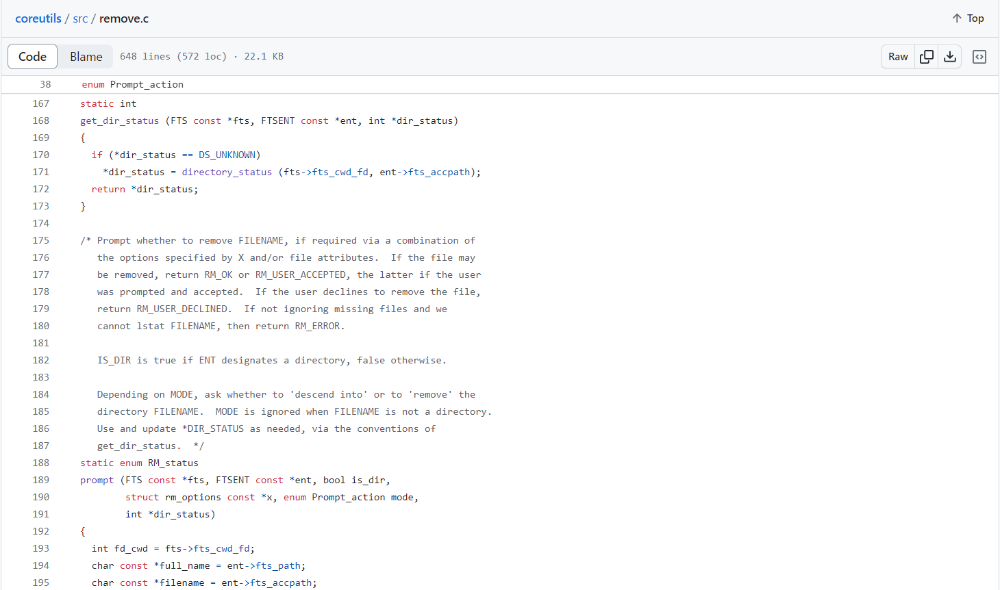 coreutils / src / remove.c
Top
Code Blame 648 lines (572 loc) · 22.1 KB
Raw
38 enum Prompt_action
167 static int
168 get_dir_status (FTS const *fts, FTSENT const *ent, int *dir_status)
169 {
170   if (*dir_status == DS_UNKNOWN)
171     *dir_status = directory_status (fts->fts_cwd_fd, ent->fts_accpath);
172   return *dir_status;
173 }
174
175 /* Prompt whether to remove FILENAME, if required via a combination of
176    the options specified by X and/or file attributes.  If the file may
177    be removed, return RM_OK or RM_USER_ACCEPTED, the latter if the user
178    was prompted and accepted.  If the user declines to remove the file,
179    return RM_USER_DECLINED.  If not ignoring missing files and we
180    cannot lstat FILENAME, then return RM_ERROR.
181
182    IS_DIR is true if ENT designates a directory, false otherwise.
183
184    Depending on MODE, ask whether to 'descend into' or to 'remove' the
185    directory FILENAME.  MODE is ignored when FILENAME is not a directory.
186    Use and update *DIR_STATUS as needed, via the conventions of
187    get_dir_status.  */
188 static enum RM_status
189 prompt (FTS const *fts, FTSENT const *ent, bool is_dir,
190         struct rm_options const *x, enum Prompt_action mode,
191         int *dir_status)
192 {
193   int fd_cwd = fts->fts_cwd_fd;
194   char const *full_name = ent->fts_path;
195   char const *filename = ent->fts_accpath;